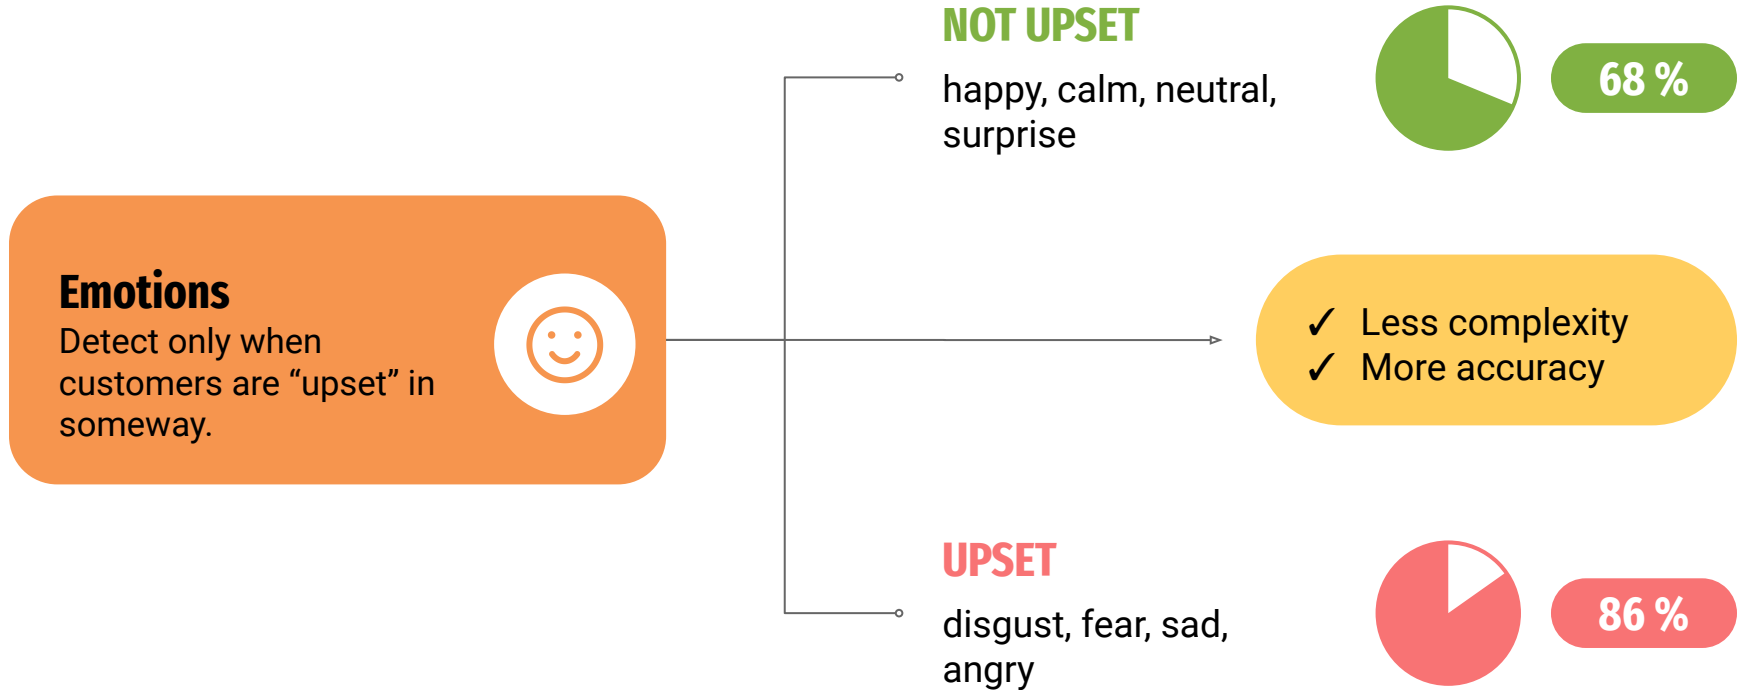 NOT UPSET
happy, calm, neutral,
surprise
68 %
Emotions
Detect only when
customers are “upset” in
someway.
✓ Less complexity
✓ More accuracy
UPSET
disgust, fear, sad,
angry
86 %